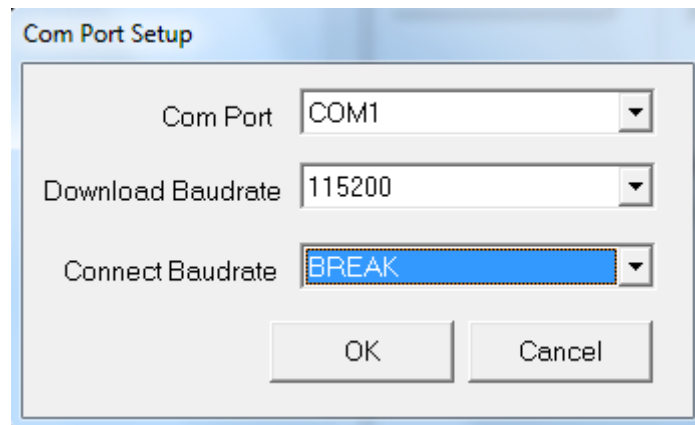 Com Port Setup
Com Port COM1
Download Baudrate 115200
Connect Baudrate BREAK
OK Cancel